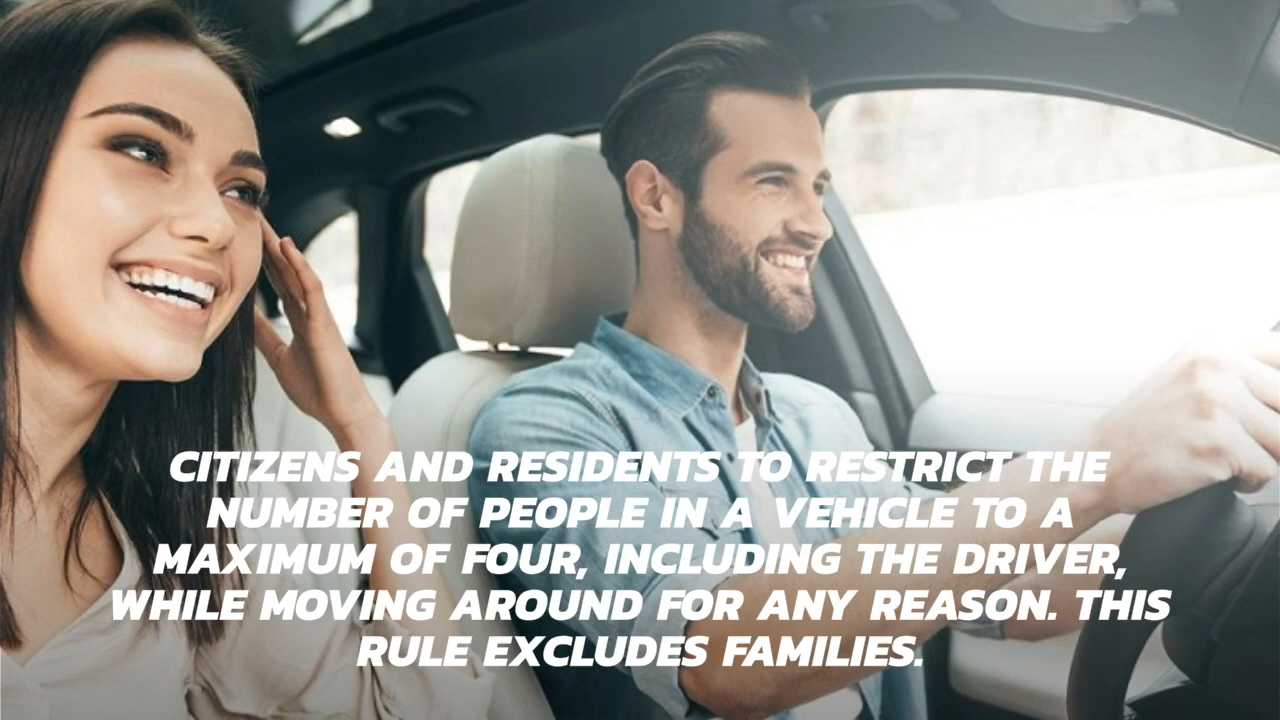 CITIZENS AND RESIDENTS TO RESTRICT THE
NUMBER OF PEOPLE IN A VEHICLE TO A
MAXIMUM OF FOUR, INCLUDING THE DRIVER,
WHILE MOVING AROUND FOR ANY REASON. THIS
RULE EXCLUDES FAMILIES.